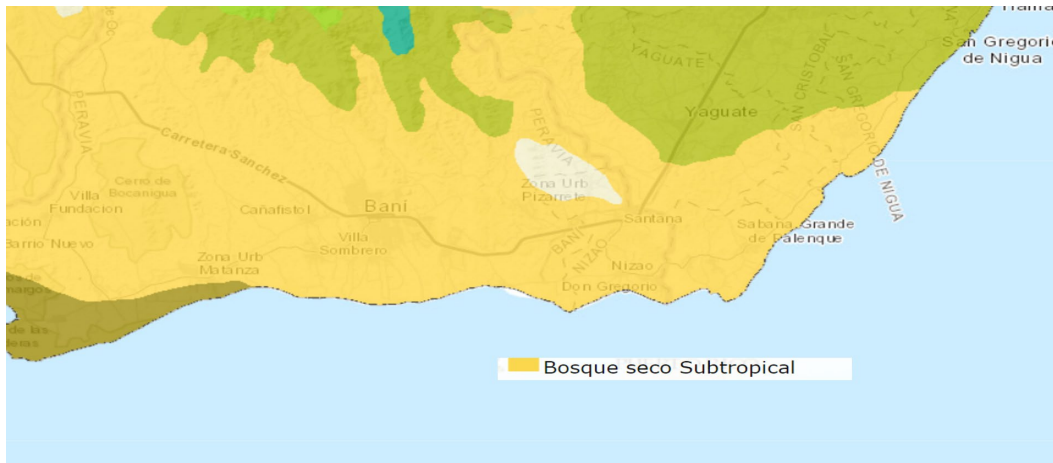 San Gregorio
de Nigua
YAGUATE
SAN CRISTOBAL
SAN GREGORIO DE NIGUA
Yaguate
PERAVIA
PERAVIA
Carretera-Sanchez
Cerro de
Bocanigua
Villa
Fundacion
Cañafistol
Baní
Zona Urb
Pizarrete
Santana
Villa
Sombrero
Sabana Grande
de Palenque
BANI
NIZAO
Barrio Nuevo
Zona Urb
Matanza
Nizao
Don Gregorio
de las
Bosque seco Subtropical